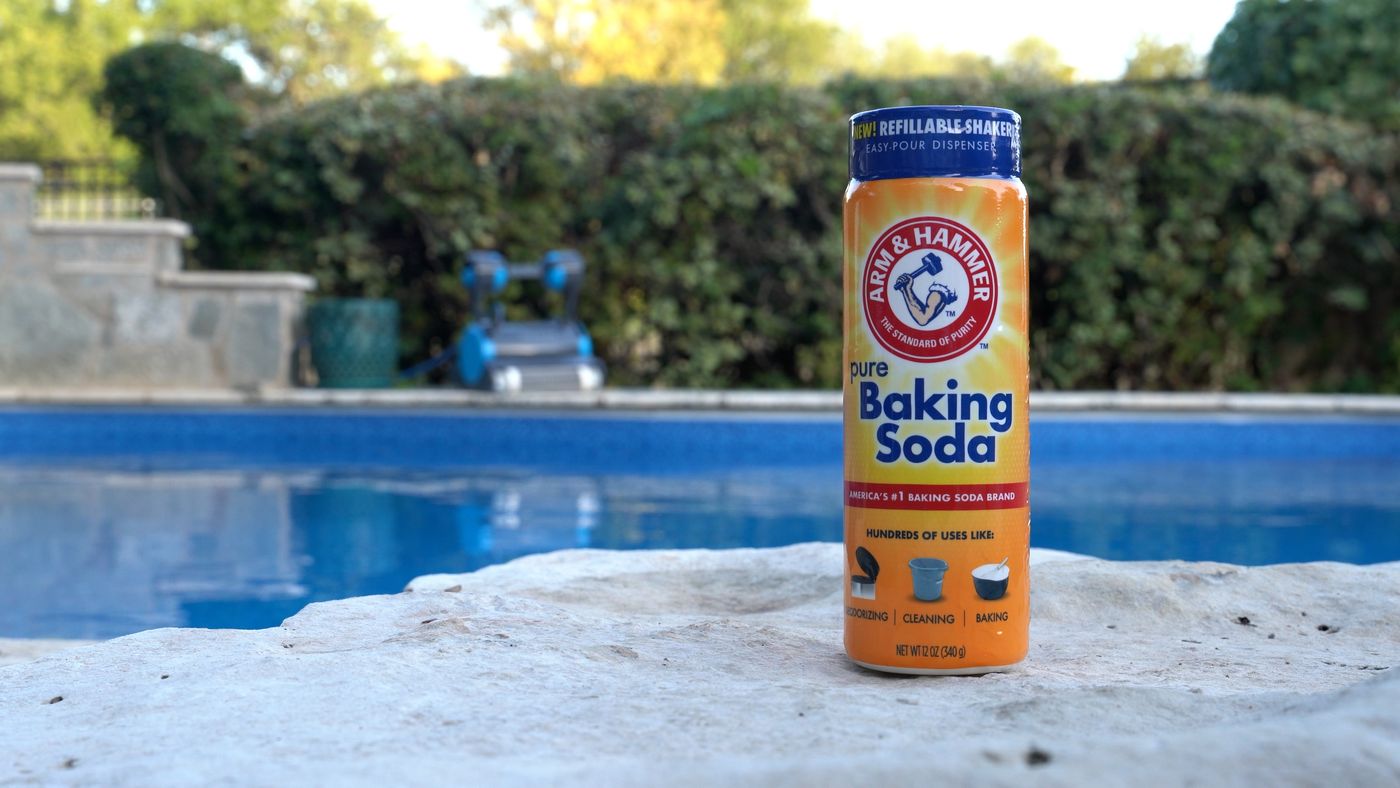 NEW! REFILLABLE SHAKER
EASY-POUR DISPENSER
ARM & HAMMER
TM
THE STANDARD OF PURITY
TM
pure
Baking
Soda
AMERICA'S #1 BAKING SODA BRAND
HUNDREDS OF USES LIKE:
DEODORIZING | CLEANING | BAKING
NET WT 12 OZ (340 g)